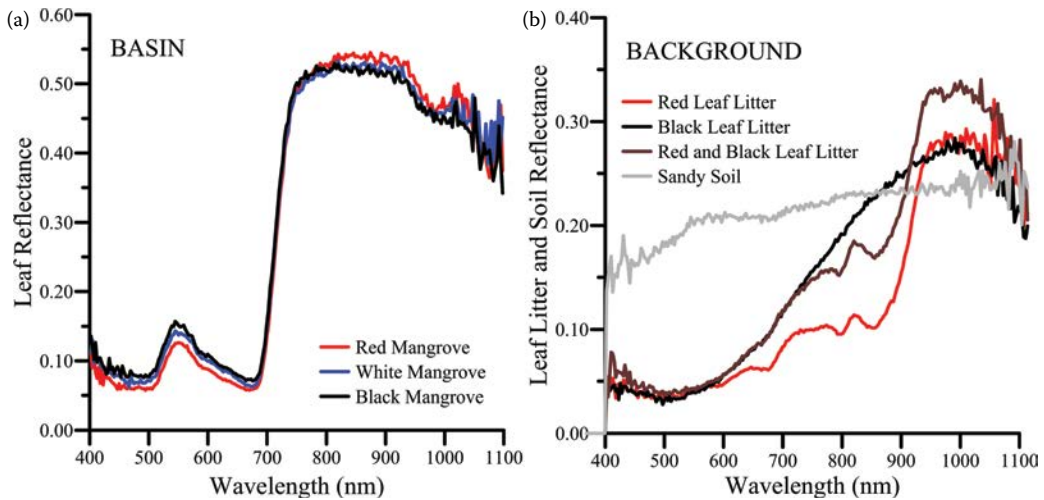 (a)
BASIN
Leaf Reflectance
0.60
0.50
0.40
0.30
0.20
0.10
0.00
Red Mangrove
White Mangrove
Black Mangrove
400 500 600 700 800 900 1000 1100
Wavelength (nm)
(b)
BACKGROUND
Leaf Litter and Soil Reflectance
0.40
0.30
0.20
0.10
0.00
Red Leaf Litter
Black Leaf Litter
Red and Black Leaf Litter
Sandy Soil
400 500 600 700 800 900 1000 1100
Wavelength (nm)